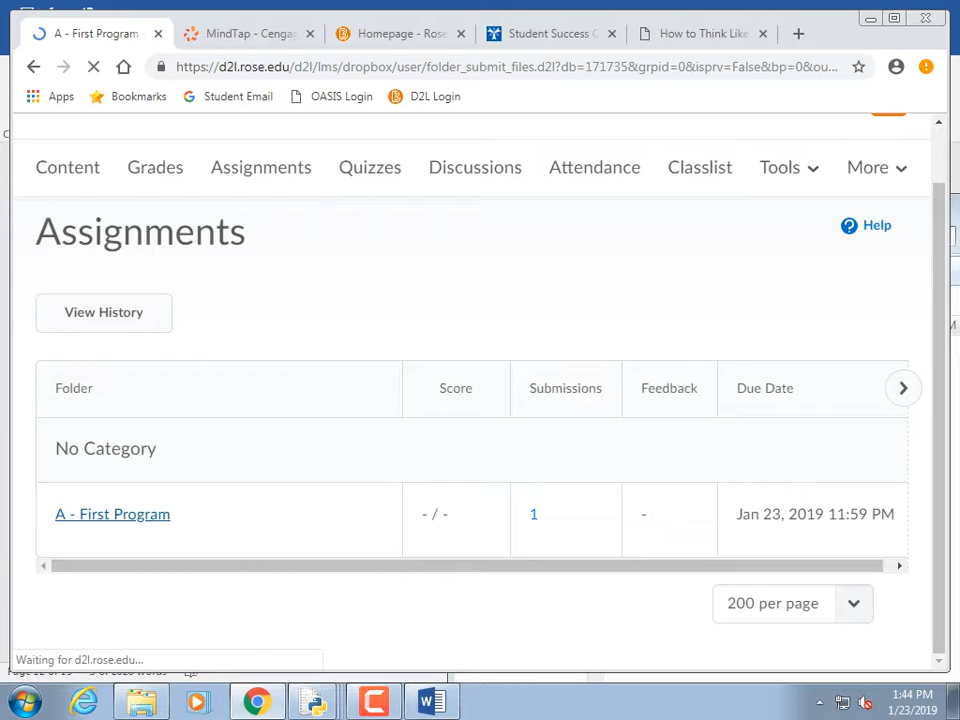 A - First Program -
MindTap - Cengag
Homepage - Rose
Student Success C
How to Think Like
https://d2l.rose.edu/d2l/lms/dropbox/user/folder_submit_files.d2l?db=171735&grpid=0&isprv=False&bp=0&ou...
Apps
Bookmarks
Student Email
OASIS Login
D2L Login
Content
Grades
Assignments
Quizzes
Discussions
Attendance
Classlist
Tools
More
Assignments
Help
View History
Folder
Score
Submissions
Feedback
Due Date
No Category
A - First Program
- / -
1
-
Jan 23, 2019 11:59 PM
200 per page
Waiting for d2l.rose.edu...
1:44 PM
1/23/2019